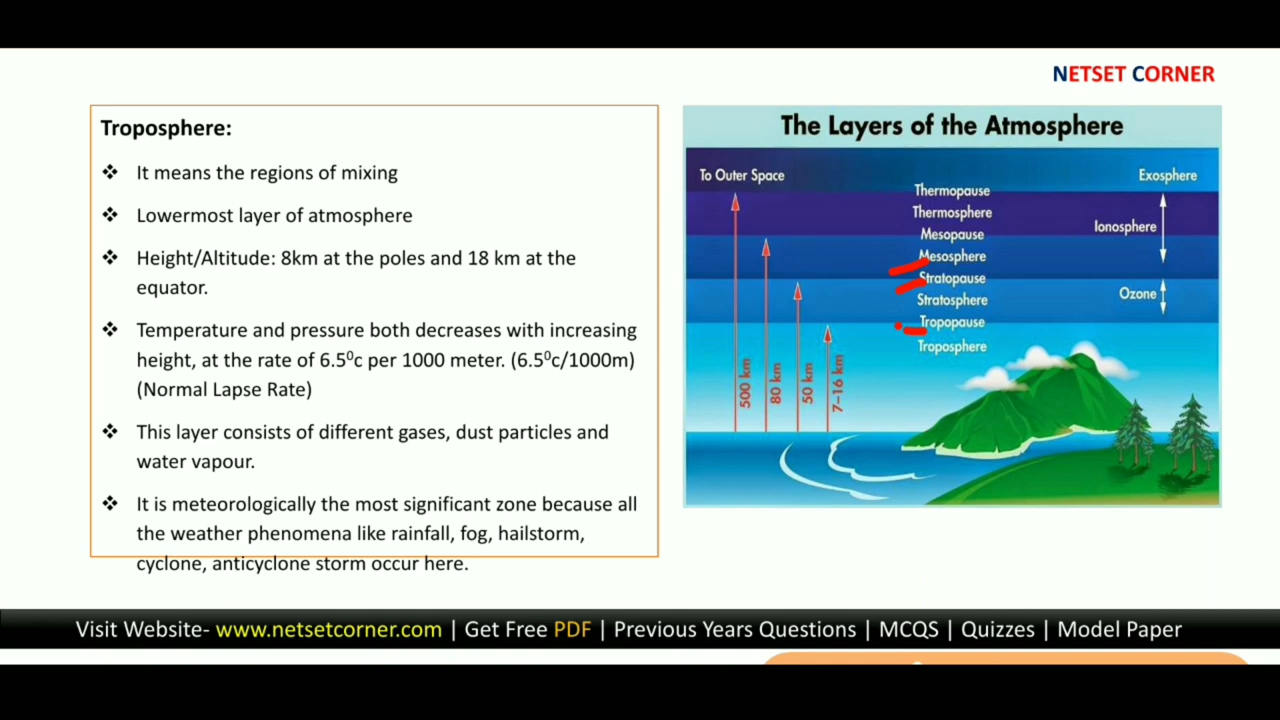 NETSET CORNER
Troposphere:
❖ It means the regions of mixing
❖ Lowermost layer of atmosphere
❖ Height/Altitude: 8km at the poles and 18 km at the
equator.
❖ Temperature and pressure both decreases with increasing
height, at the rate of 6.5⁰c per 1000 meter. (6.5⁰c/1000m)
(Normal Lapse Rate)
❖ This layer consists of different gases, dust particles and
water vapour.
❖ It is meteorologically the most significant zone because all
the weather phenomena like rainfall, fog, hailstorm,
cyclone, anticyclone storm occur here.
The Layers of the Atmosphere
To Outer Space
Exosphere
Thermopause
Thermosphere
Ionosphere
Mesopause
Mesosphere
Stratopause
Ozone
Stratosphere
Tropopause
Troposphere
500 km
80 km
50 km
7–16 km
Visit Website- www.netsetcorner.com | Get Free PDF | Previous Years Questions | MCQS | Quizzes | Model Paper